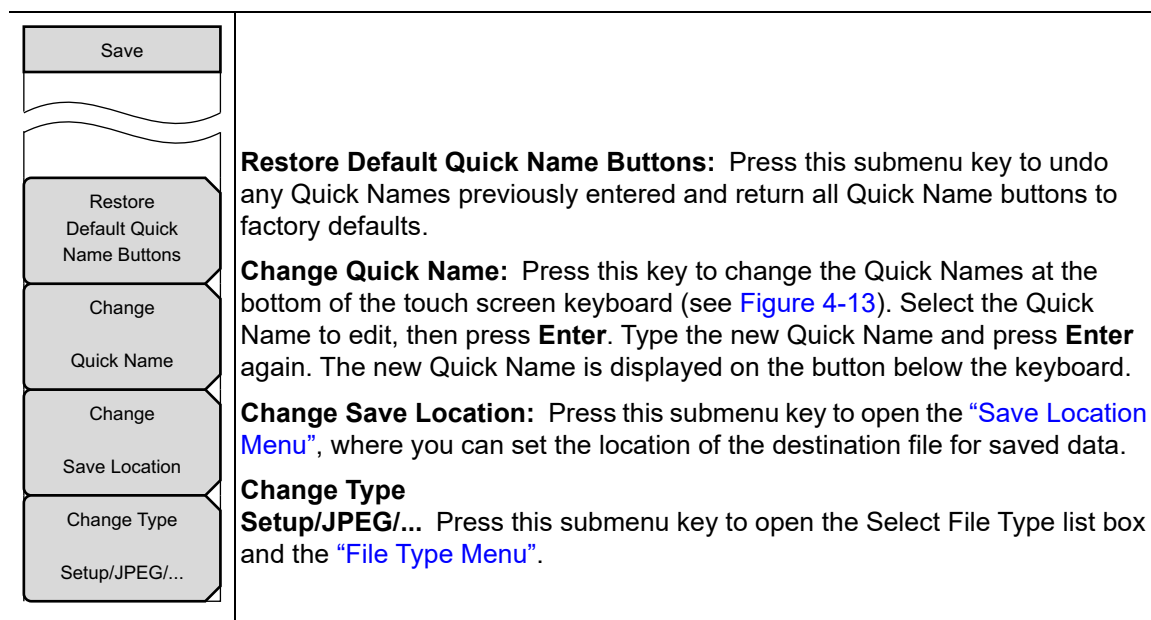 Save
Restore
Default Quick
Name Buttons
Change
Quick Name
Change
Save Location
Change Type
Setup/JPEG/...
Restore Default Quick Name Buttons: Press this submenu key to undo
any Quick Names previously entered and return all Quick Name buttons to
factory defaults.
Change Quick Name: Press this key to change the Quick Names at the
bottom of the touch screen keyboard (see Figure 4-13). Select the Quick
Name to edit, then press Enter. Type the new Quick Name and press Enter
again. The new Quick Name is displayed on the button below the keyboard.
Change Save Location: Press this submenu key to open the “Save Location
Menu”, where you can set the location of the destination file for saved data.
Change Type
Setup/JPEG/... Press this submenu key to open the Select File Type list box
and the “File Type Menu”.